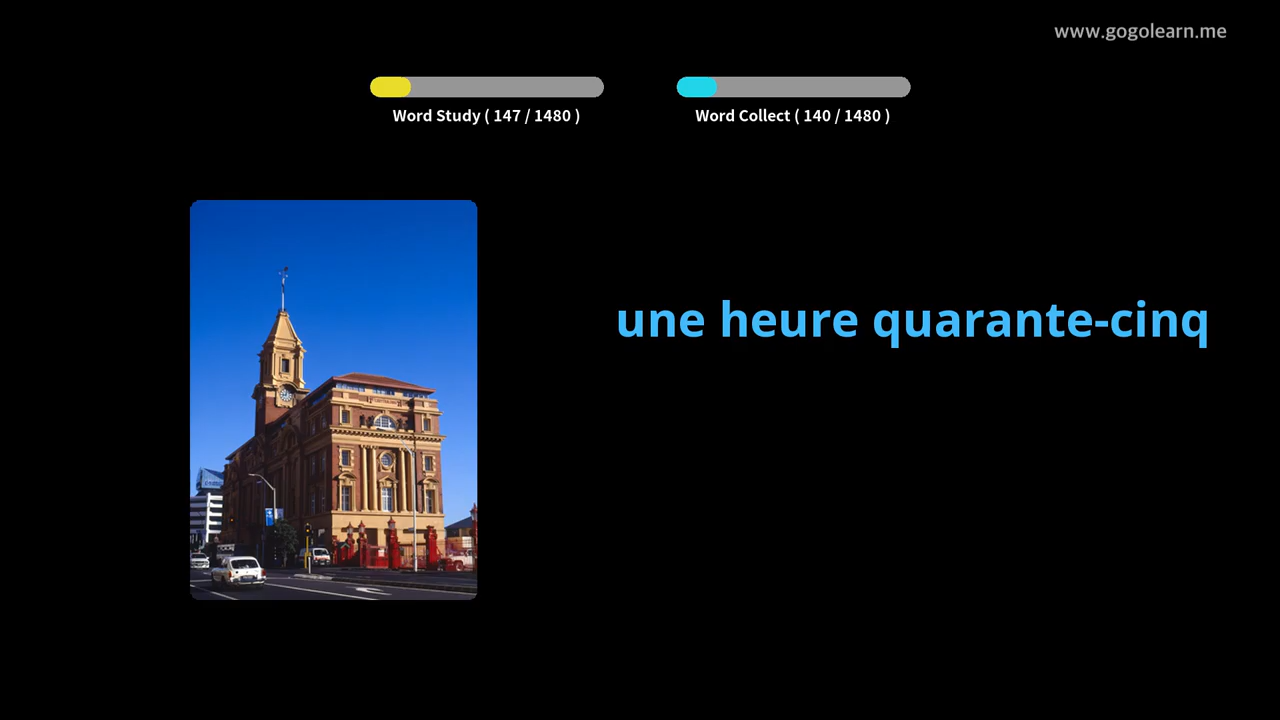 www.gogolearn.me
Word Study ( 147 / 1480 )
Word Collect ( 140 / 1480 )
une heure quarante-cinq